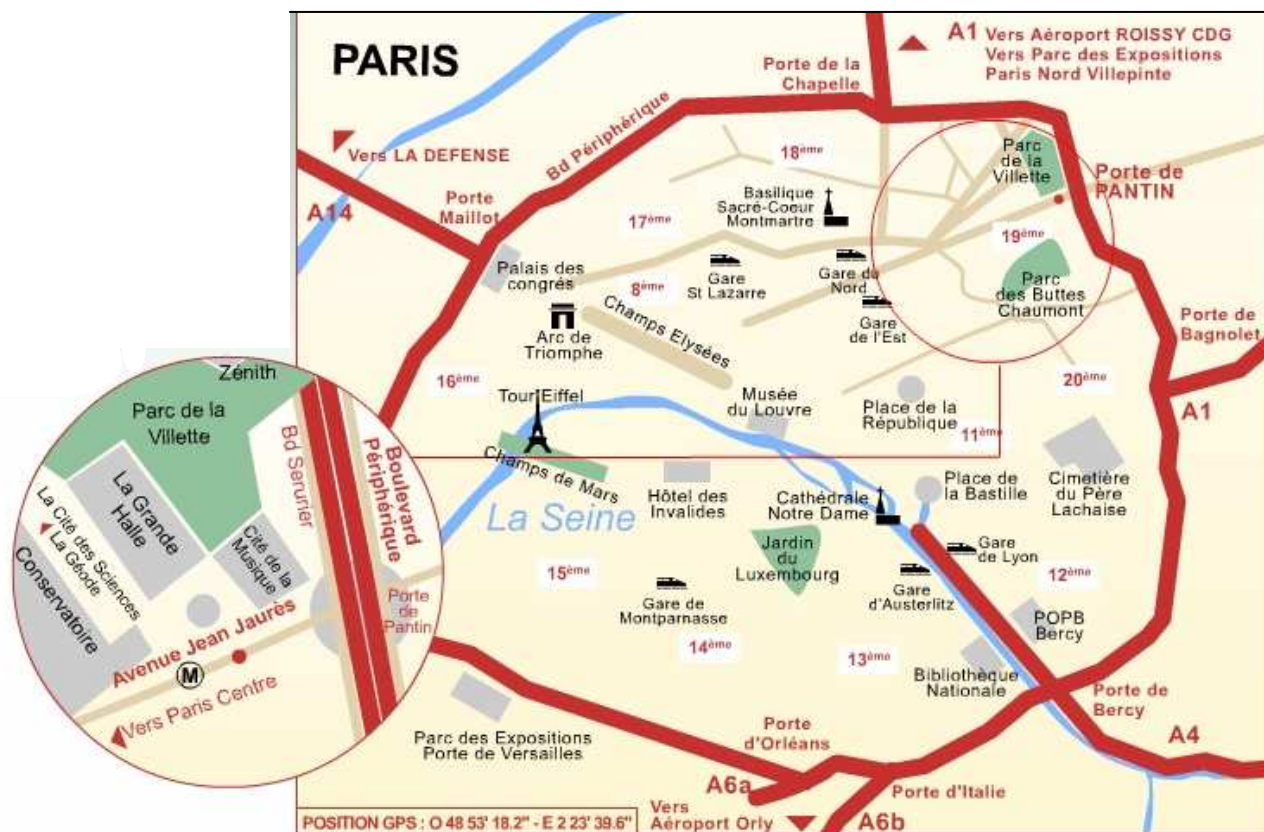 PARIS
A1 Vers Aéroport ROISSY CDG
Vers Parc des Expositions
Paris Nord Villepinte
Porte de la
Chapelle
Bd Périphérique
Vers LA DEFENSE
A14
Porte
Maillot
18ème
Parc
de la
Villette
Porte de
PANTIN
Basilique
Sacré-Coeur
Montmartre
17ème
19ème
Palais des
congrés
8ème
Gare
St Lazarre
Gare du
Nord
Parc
des Buttes
Chaumont
Champs Elysées
Gare
de l'Est
Arc de
Triomphe
Porte de
Bagnolet
16ème
Tour Eiffel
Musée
du Louvre
Place de la
République
20ème
11ème
A1
Champs de Mars
Hôtel des
Invalides
Cathédrale
Notre Dame
Place de
la Bastille
Cimetière
du Père
Lachaise
La Seine
Jardin
du
Luxembourg
Gare
de Lyon
15ème
Gare de
Montparnasse
Gare
d'Austerlitz
12ème
POPB
Bercy
14ème
13ème
Bibliothèque
Nationale
Porte de
Bercy
A4
Parc des Expositions
Porte de Versailles
Porte
d'Orléans
A6a
Porte d'Italie
Vers
Aéroport Orly
A6b
POSITION GPS : O 48 53' 18.2" - E 2 23' 39.6"
Zénith
Parc de la
Villette
Bd Serurier
Boulevard
Périphérique
La Grande
Halle
La Cité des Sciences
La Géode
Cité de la
Musique
Conservatoire
Porte
de
Pantin
Avenue Jean Jaurès
M
Vers Paris Centre